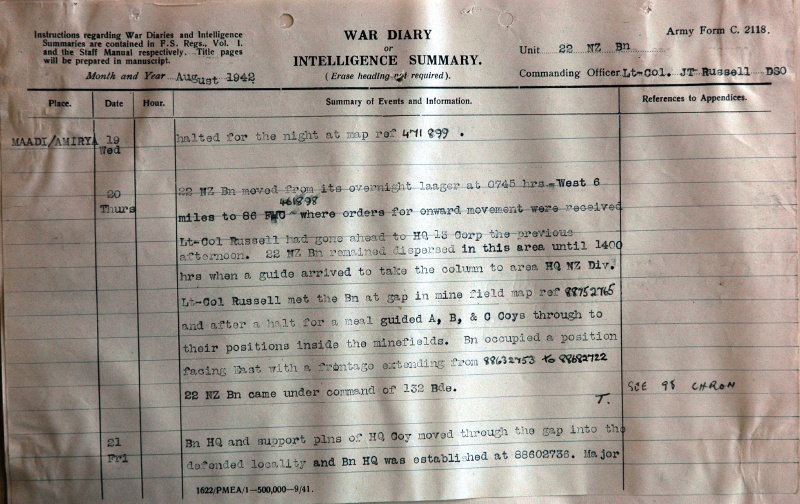 Instructions regarding War Diaries and Intelligence
Summaries are contained in F.S. Regs., Vol. I.
and the Staff Manual respectively. Title pages
will be prepared in manuscript.
WAR DIARY
or
INTELLIGENCE SUMMARY.
(Erase heading not required).
Army Form C. 2118.
Unit 22 NZ Bn
Commanding Officer Lt-Col. JT Russell DSO
Month and Year August 1942
Place. Date Hour. Summary of Events and Information. References to Appendices.
MAADI/AMIRYA 19 Wed halted for the night at map ref 471 899 .
20 Thurs 22 NZ Bn moved from its overnight laager at 0745 hrs West 6
461898
miles to 86 where orders for onward movement were received
Lt-Col Russell had gone ahead to HQ 13 Corp the previous
afternoon. 22 NZ Bn remained dispersed in this area until 1400
hrs when a guide arrived to take the column to area HQ NZ Div.
Lt-Col Russell met the Bn at gap in mine field map ref 88752765
and after a halt for a meal guided A, B, & C Coys through to
their positions inside the minefields. Bn occupied a position
facing East with a frontage extending from 88632753 to 88682722
22 NZ Bn came under command of 132 Bde.
T. SEE 98 CHRON
21 Fri Bn HQ and support plns of HQ Coy moved through the gap into the
defended locality and Bn HQ was established at 88602736. Major
1622/PMEA/1—500,000—9/41.